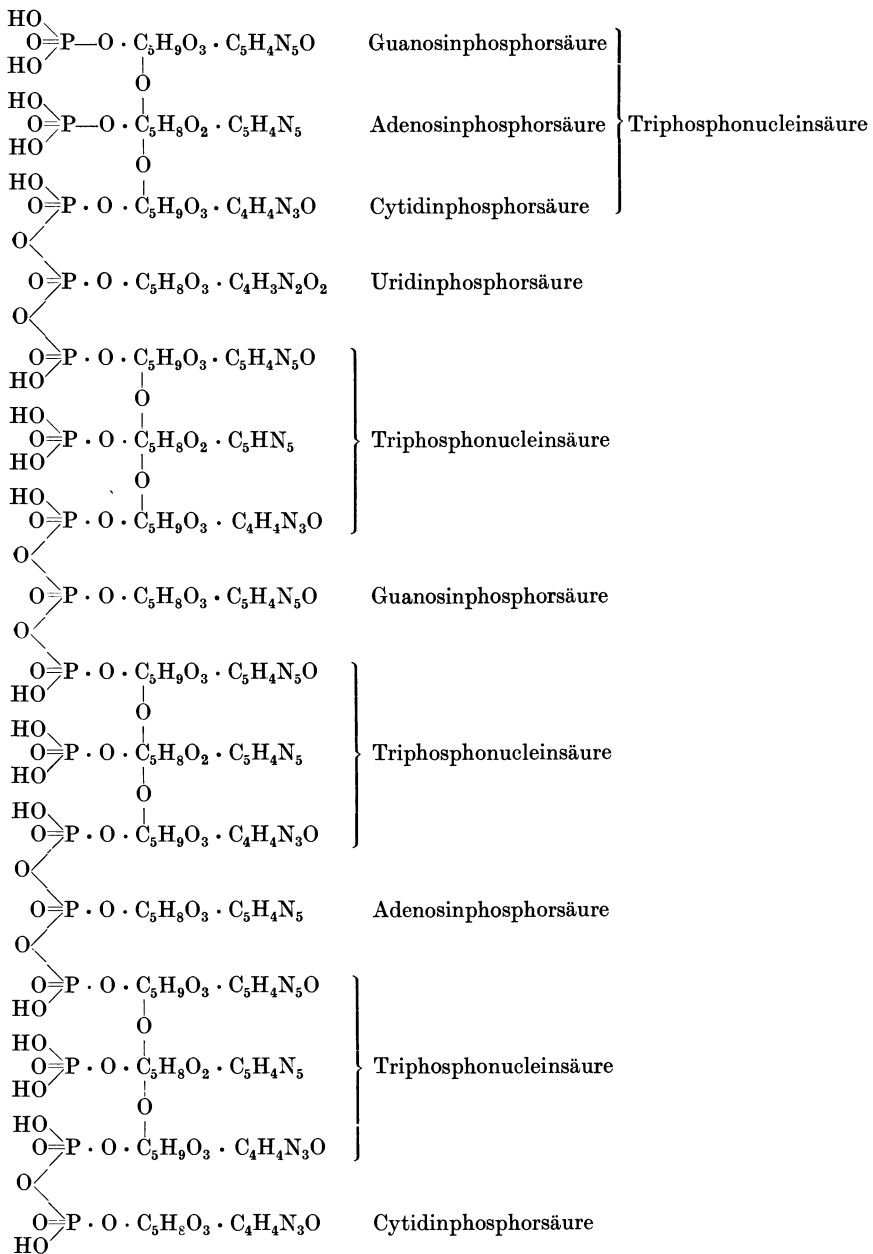 HO
O=P—O · C₅H₉O₃ · C₅H₄N₅O Guanosinphosphorsäure
HO
O
HO
O=P—O · C₅H₈O₂ · C₅H₄N₅ Adenosinphosphorsäure Triphosphonucleinsäure
HO
O
HO
O=P · O · C₅H₉O₃ · C₄H₄N₃O Cytidinphosphorsäure
O
O=P · O · C₅H₈O₃ · C₄H₃N₂O₂ Uridinphosphorsäure
O
O=P · O · C₅H₉O₃ · C₅H₄N₅O
HO
O
HO
O=P · O · C₅H₈O₂ · C₅HN₅ Triphosphonucleinsäure
HO
O
HO
O=P · O · C₅H₉O₃ · C₄H₄N₃O
O
O=P · O · C₅H₈O₃ · C₅H₄N₅O Guanosinphosphorsäure
O
O=P · O · C₅H₉O₃ · C₅H₄N₅O
HO
O
HO
O=P · O · C₅H₈O₂ · C₅H₄N₅ Triphosphonucleinsäure
HO
O
HO
O=P · O · C₅H₉O₃ · C₄H₄N₃O
O
O=P · O · C₅H₈O₃ · C₅H₄N₅ Adenosinphosphorsäure
O
O=P · O · C₅H₉O₃ · C₅H₄N₅O
HO
O
HO
O=P · O · C₅H₈O₂ · C₅H₄N₅ Triphosphonucleinsäure
HO
O
HO
O=P · O · C₅H₉O₃ · C₄H₄N₃O
O
O=P · O · C₅H₈O₃ · C₄H₄N₃O Cytidinphosphorsäure
HO